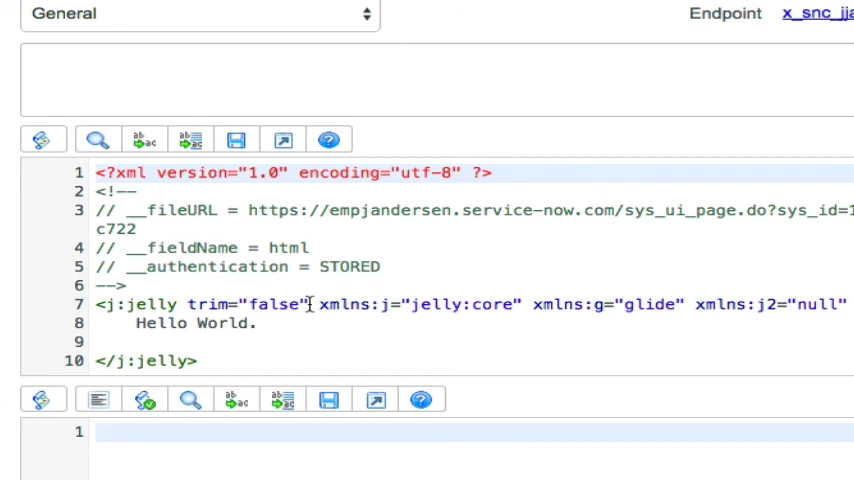 General
Endpoint x_snc_jja
1 <?xml version="1.0" encoding="utf-8" ?>
2 <!--
3 // __fileURL = https://empjandersen.service-now.com/sys_ui_page.do?sys_id=1
c722
4 // __fieldName = html
5 // __authentication = STORED
6 -->
7 <j:jelly trim="false" xmlns:j="jelly:core" xmlns:g="glide" xmlns:j2="null"
8 Hello World.
9
10 </j:jelly>
1